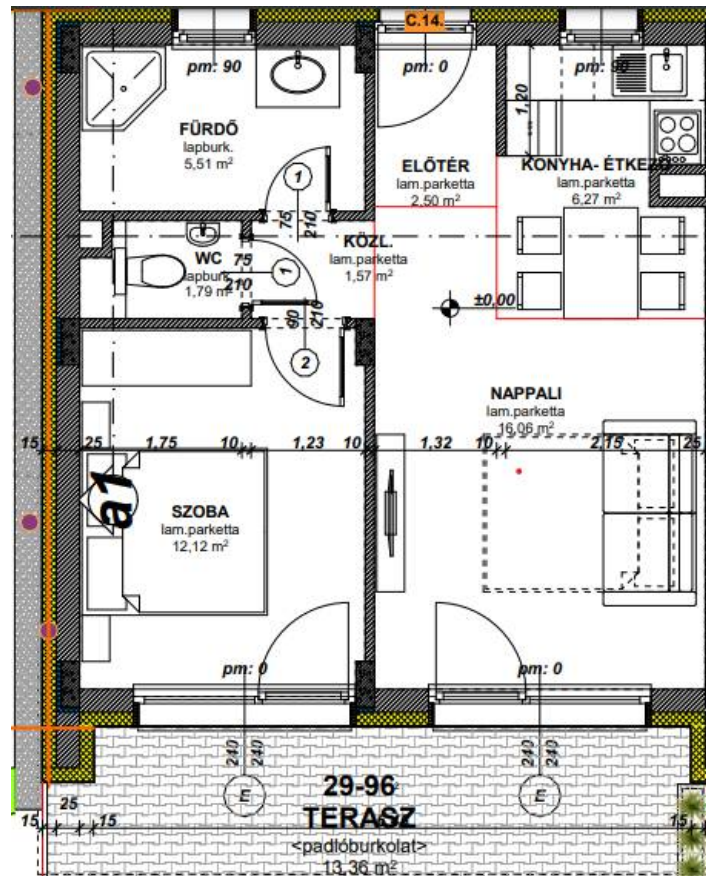 C.14.
pm: 90
pm: 0
pm: 90
1,20
FÜRDŐ
lapburk.
5,51 m²
ELŐTÉR
lam.parketta
2,50 m²
KONYHA- ÉTKEZŐ
lam.parketta
6,27 m²
1
75
210
WC
lapburk.
1,79 m²
75
210
1
KÖZL.
lam.parketta
1,57 m²
±0,00
90
210
2
NAPPALI
lam.parketta
16,06 m²
15
25
1,75
10
1,23
10
1,32
10
2,15
25
a1
SZOBA
lam.parketta
12,12 m²
pm: 0
pm: 0
240
240
240
240
29-96
TERASZ
<padlóburkolat>
13,36 m²
25
15
15
15